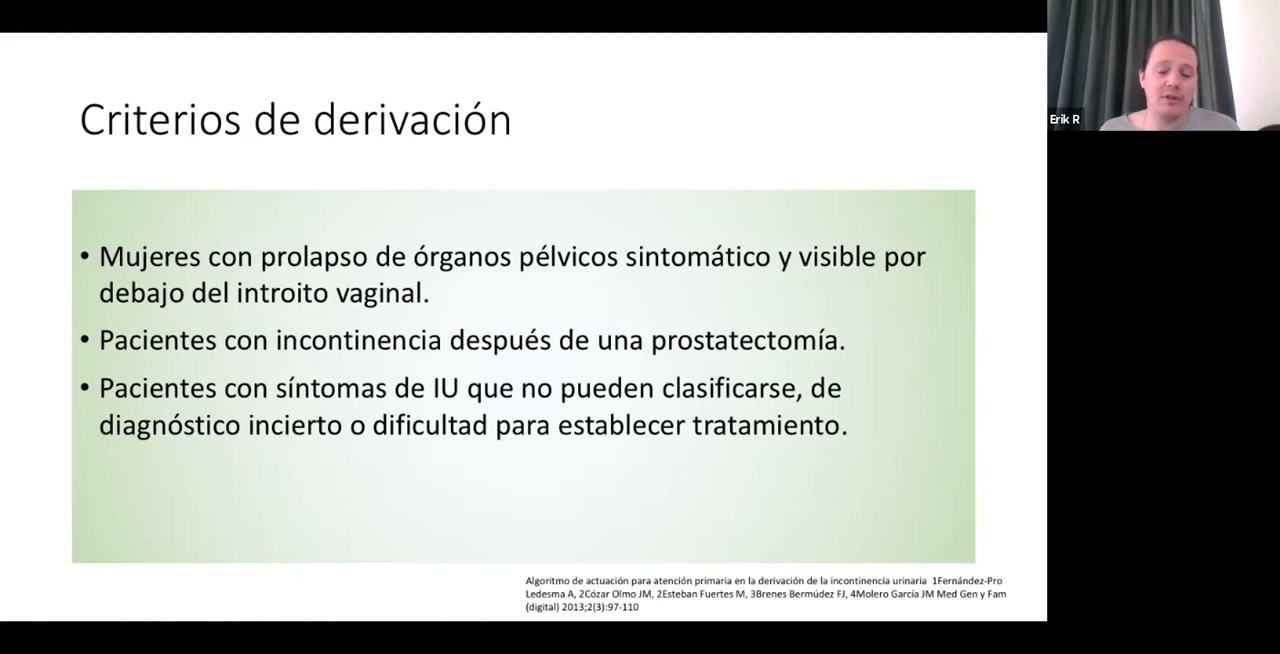 Criterios de derivación
• Mujeres con prolapso de órganos pélvicos sintomático y visible por
debajo del introito vaginal.
• Pacientes con incontinencia después de una prostatectomía.
• Pacientes con síntomas de IU que no pueden clasificarse, de
diagnóstico incierto o dificultad para establecer tratamiento.
Algoritmo de actuación para atención primaria en la derivación de la incontinencia urinaria 1Fernández-Pro
Ledesma A, 2Cózar Olmo JM, 2Esteban Fuertes M, 3Brenes Bermúdez FJ, 4Molero García JM Med Gen y Fam
(digital) 2013;2(3):97-110
Erik R